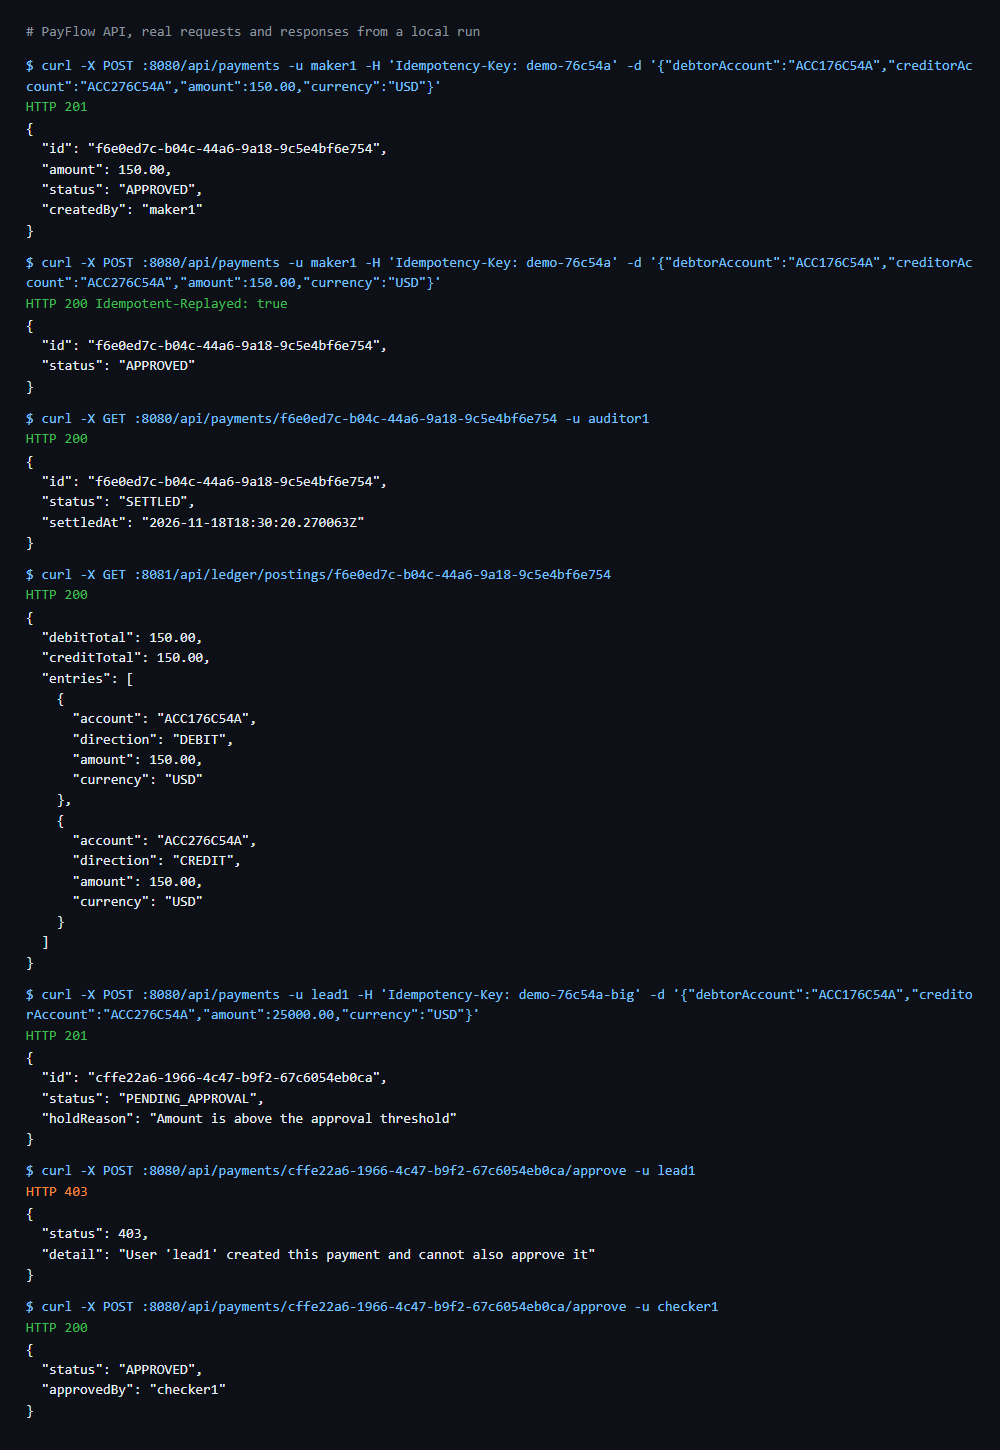 # PayFlow API, real requests and responses from a local run
$ curl -X POST :8080/api/payments -u maker1 -H 'Idempotency-Key: demo-76c54a' -d '{"debtorAccount":"ACC176C54A","creditorAc
count":"ACC276C54A","amount":150.00,"currency":"USD"}'
HTTP 201
{
  "id": "f6e0ed7c-b04c-44a6-9a18-9c5e4bf6e754",
  "amount": 150.00,
  "status": "APPROVED",
  "createdBy": "maker1"
}
$ curl -X POST :8080/api/payments -u maker1 -H 'Idempotency-Key: demo-76c54a' -d '{"debtorAccount":"ACC176C54A","creditorAc
count":"ACC276C54A","amount":150.00,"currency":"USD"}'
HTTP 200 Idempotent-Replayed: true
{
  "id": "f6e0ed7c-b04c-44a6-9a18-9c5e4bf6e754",
  "status": "APPROVED"
}
$ curl -X GET :8080/api/payments/f6e0ed7c-b04c-44a6-9a18-9c5e4bf6e754 -u auditor1
HTTP 200
{
  "id": "f6e0ed7c-b04c-44a6-9a18-9c5e4bf6e754",
  "status": "SETTLED",
  "settledAt": "2026-11-18T18:30:20.270063Z"
}
$ curl -X GET :8081/api/ledger/postings/f6e0ed7c-b04c-44a6-9a18-9c5e4bf6e754
HTTP 200
{
  "debitTotal": 150.00,
  "creditTotal": 150.00,
  "entries": [
    {
      "account": "ACC176C54A",
      "direction": "DEBIT",
      "amount": 150.00,
      "currency": "USD"
    },
    {
      "account": "ACC276C54A",
      "direction": "CREDIT",
      "amount": 150.00,
      "currency": "USD"
    }
  ]
}
$ curl -X POST :8080/api/payments -u lead1 -H 'Idempotency-Key: demo-76c54a-big' -d '{"debtorAccount":"ACC176C54A","credito
rAccount":"ACC276C54A","amount":25000.00,"currency":"USD"}'
HTTP 201
{
  "id": "cffe22a6-1966-4c47-b9f2-67c6054eb0ca",
  "status": "PENDING_APPROVAL",
  "holdReason": "Amount is above the approval threshold"
}
$ curl -X POST :8080/api/payments/cffe22a6-1966-4c47-b9f2-67c6054eb0ca/approve -u lead1
HTTP 403
{
  "status": 403,
  "detail": "User 'lead1' created this payment and cannot also approve it"
}
$ curl -X POST :8080/api/payments/cffe22a6-1966-4c47-b9f2-67c6054eb0ca/approve -u checker1
HTTP 200
{
  "status": "APPROVED",
  "approvedBy": "checker1"
}